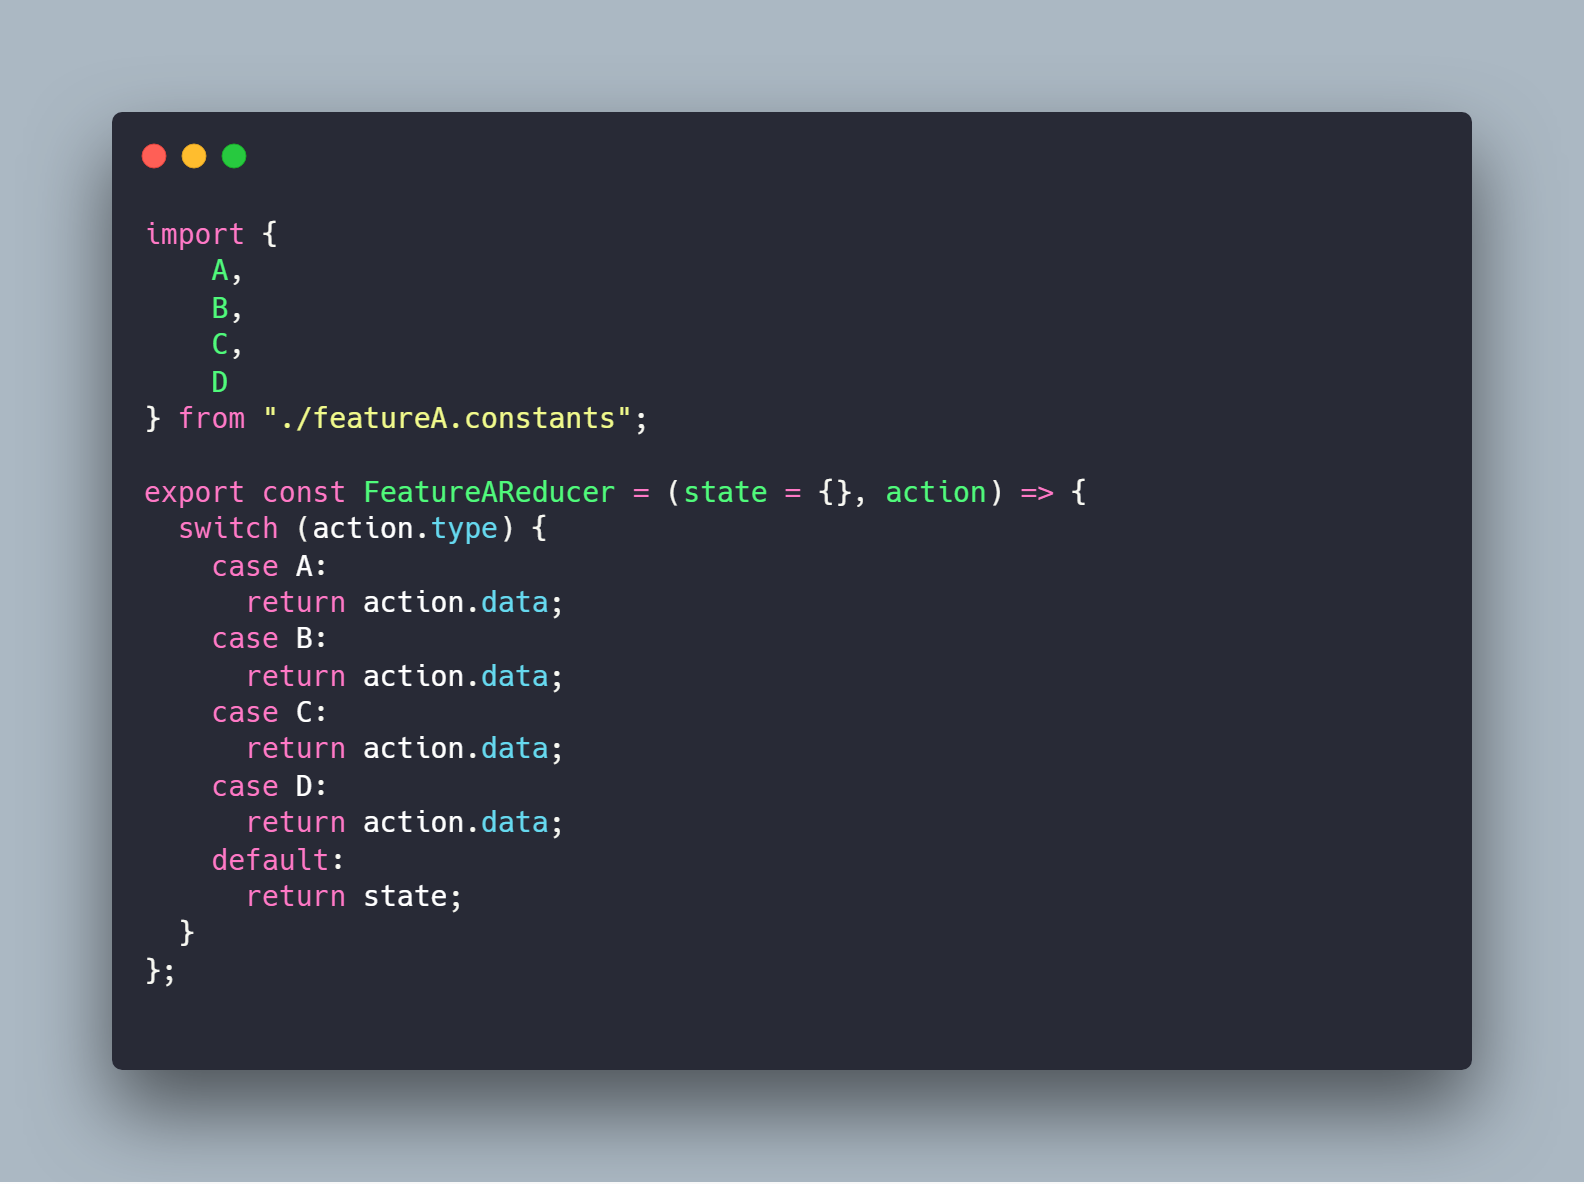 import {
    A,
    B,
    C,
    D
} from "./featureA.constants";

export const FeatureAReducer = (state = {}, action) => {
  switch (action.type) {
    case A:
      return action.data;
    case B:
      return action.data;
    case C:
      return action.data;
    case D:
      return action.data;
    default:
      return state;
  }
};